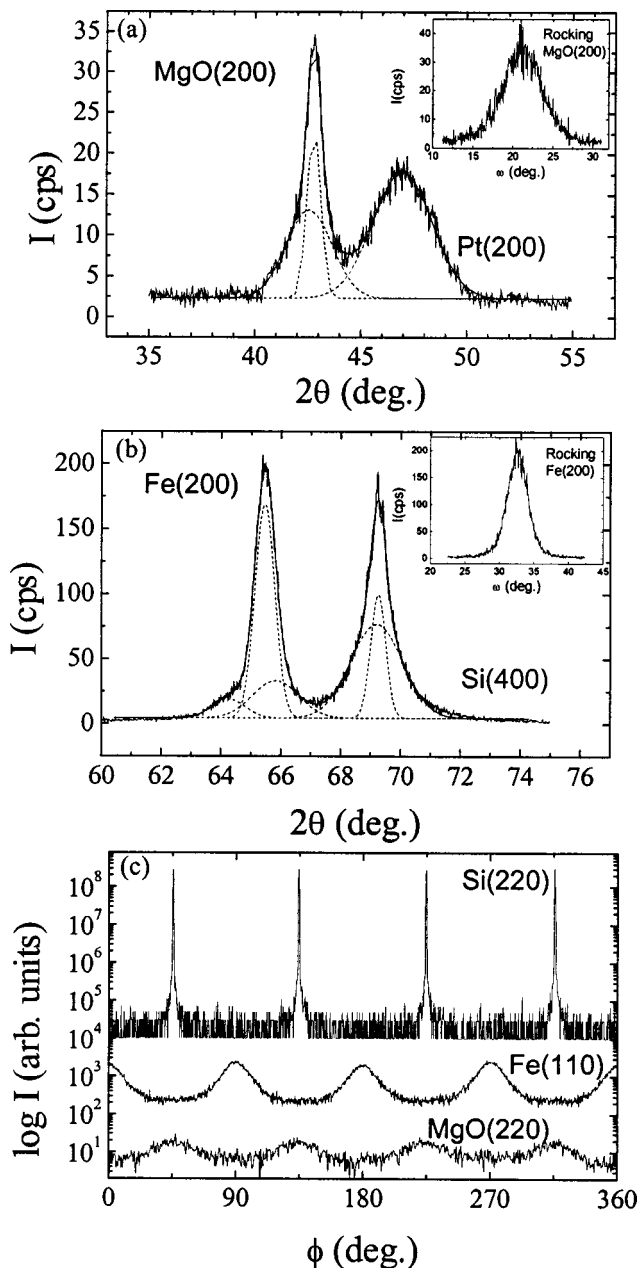 (a)
MgO(200)
Pt(200)
I (cps)
35
30
25
20
15
10
5
0
35 40 45 50 55
2θ (deg.)
Rocking
MgO(200)
I(cps)
40
30
20
10
0
10 15 20 25 30
ω (deg.)
(b)
Fe(200)
Si(400)
I (cps)
200
150
100
50
0
60 62 64 66 68 70 72 74 76
2θ (deg.)
Rocking
Fe(200)
I(cps)
200
150
100
50
0
20 25 30 35 40 45
ω (deg.)
(c)
Si(220)
Fe(110)
MgO(220)
log I (arb. units)
10⁸
10⁷
10⁶
10⁵
10⁴
10³
10²
10¹
0 90 180 270 360
ϕ (deg.)